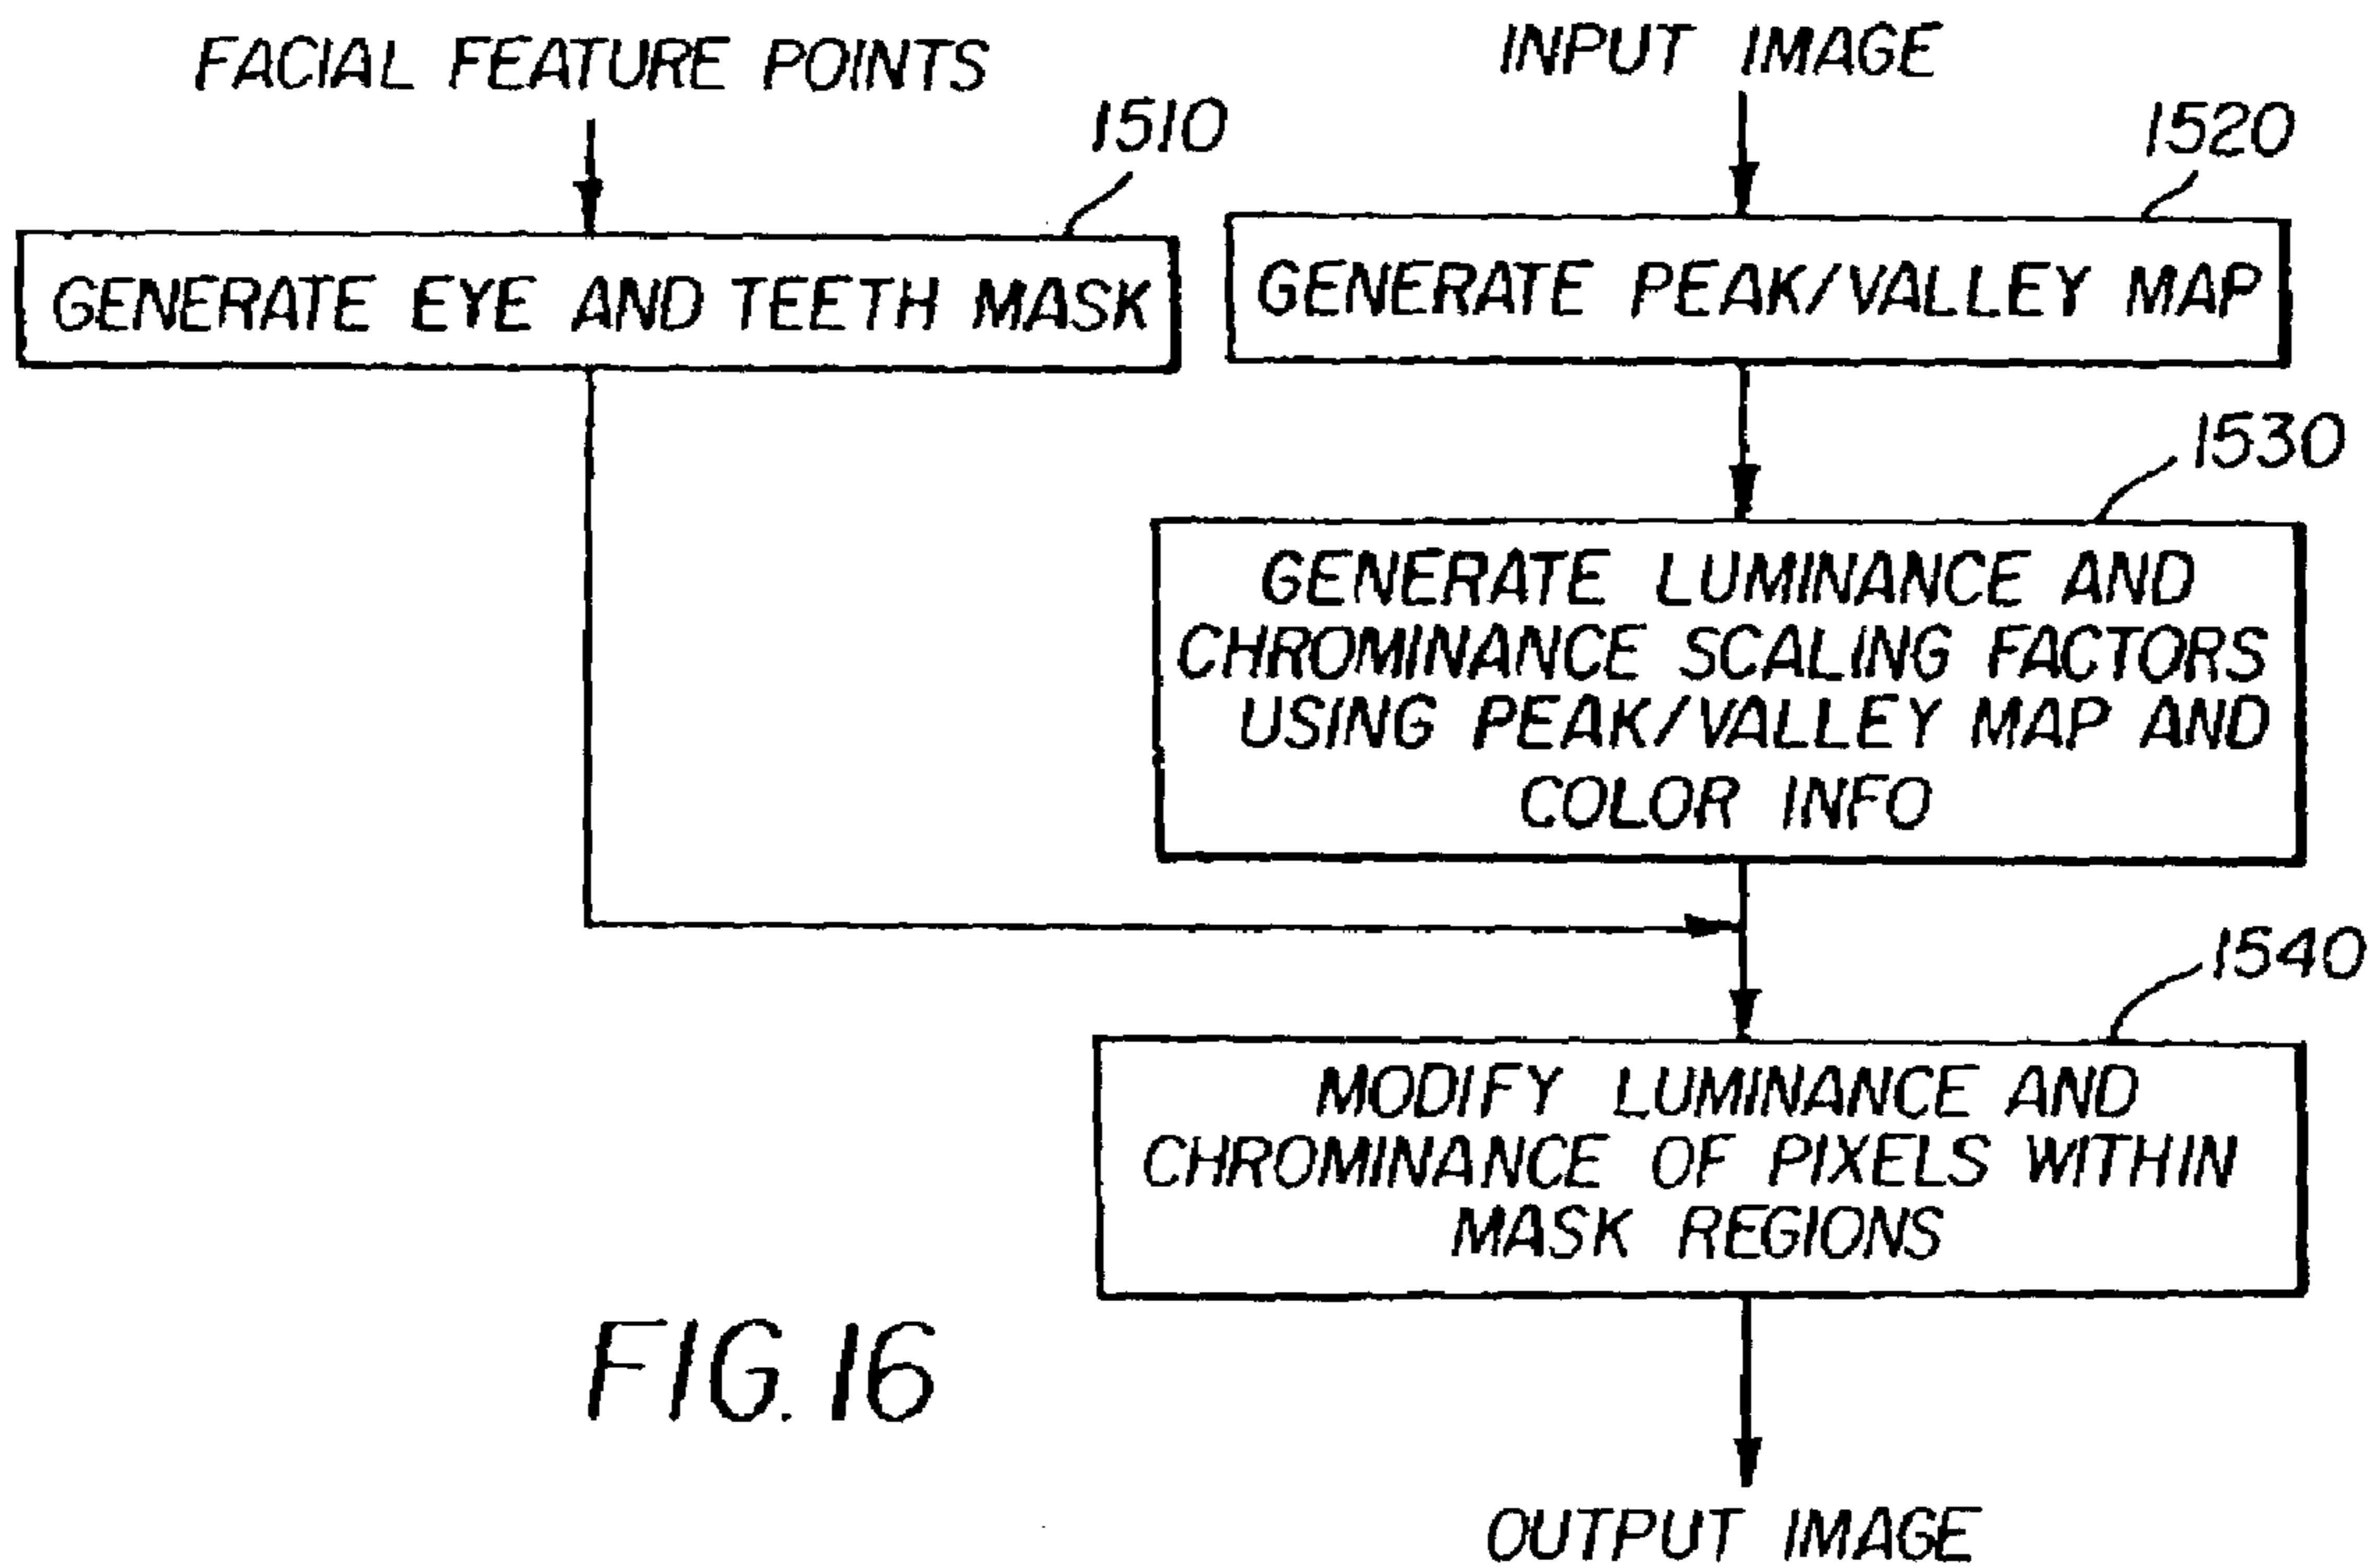 FACIAL FEATURE POINTS
INPUT IMAGE
1510
1520
GENERATE EYE AND TEETH MASK
GENERATE PEAK/VALLEY MAP
1530
GENERATE LUMINANCE AND
CHROMINANCE SCALING FACTORS
USING PEAK/VALLEY MAP AND
COLOR INFO
1540
MODIFY LUMINANCE AND
CHROMINANCE OF PIXELS WITHIN
MASK REGIONS
FIG. 16
OUTPUT IMAGE